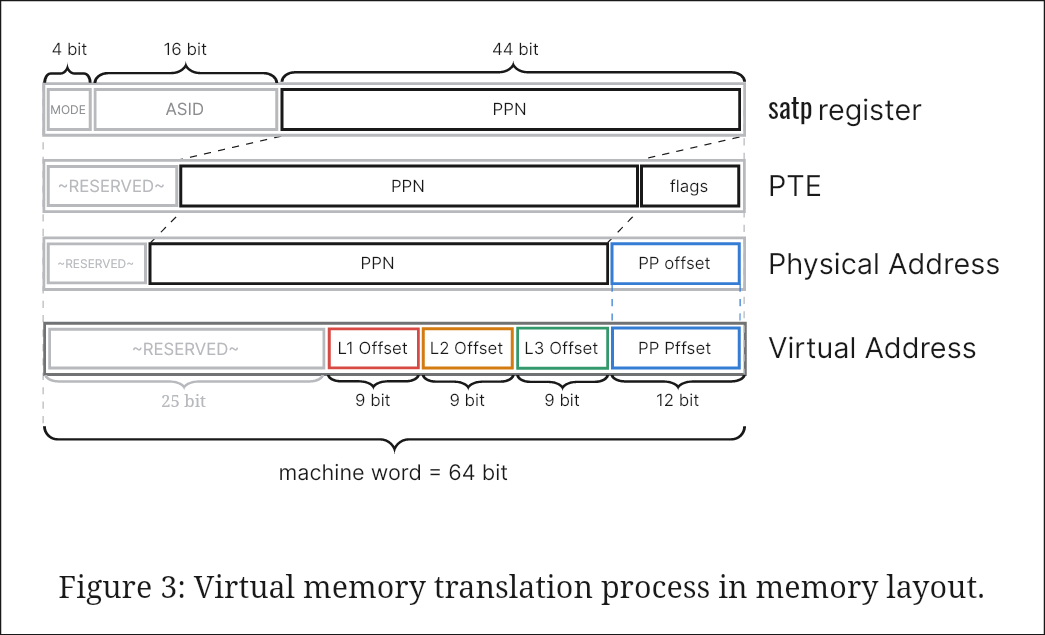 4 bit 16 bit 44 bit
MODE ASID PPN satp register
~RESERVED~ PPN flags PTE
~RESERVED~ PPN PP offset Physical Address
~RESERVED~ L1 Offset L2 Offset L3 Offset PP Pffset Virtual Address
25 bit 9 bit 9 bit 9 bit 12 bit
machine word = 64 bit
Figure 3: Virtual memory translation process in memory layout.